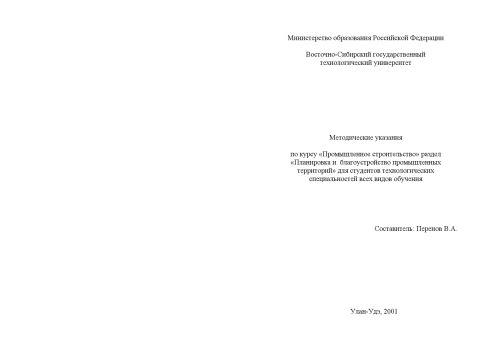 Министерство образования Российской Федерации
Восточно-Сибирский государственный
технологический университет
Методические указания
по курсу «Промышленное строительство» раздел
«Планировка и благоустройство промышленных
территорий» для студентов технологических
специальностей всех видов обучения
Составитель: Перенов В.А.
Улан-Удэ, 2001